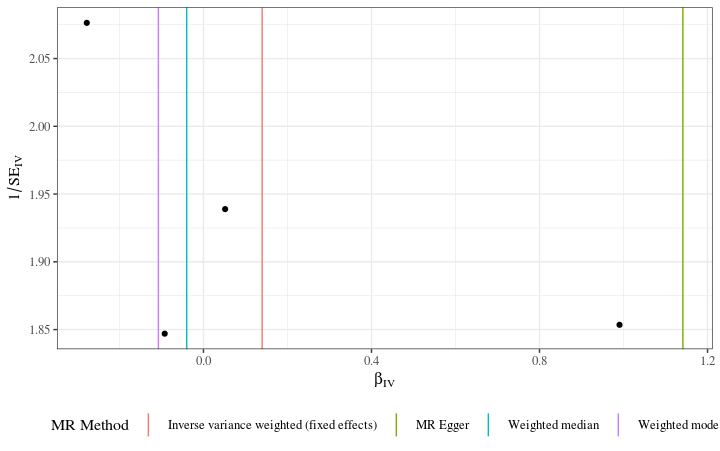 2.05
2.00
1.95
1.90
1.85
1/SE_IV
0.0 0.4 0.8 1.2
β_IV
MR Method Inverse variance weighted (fixed effects) MR Egger Weighted median Weighted mode